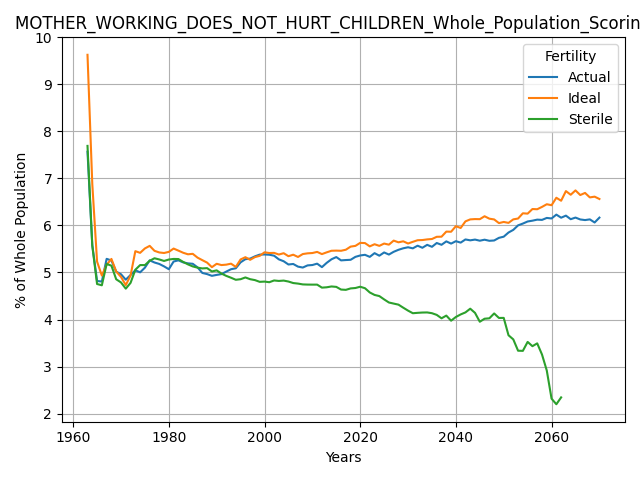 MOTHER_WORKING_DOES_NOT_HURT_CHILDREN_Whole_Population_Scorin
Fertility
Actual
Ideal
Sterile
% of Whole Population
10
9
8
7
6
5
4
3
2
1960 1980 2000 2020 2040 2060
Years